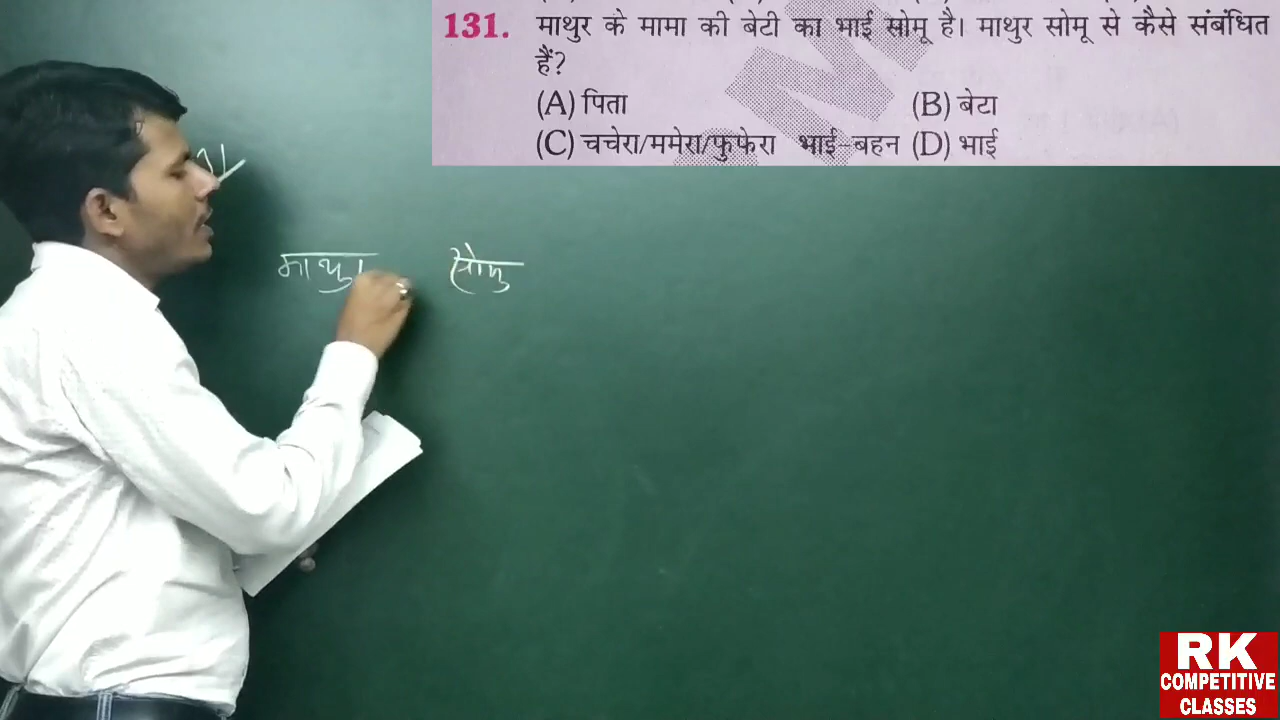 131. माथुर के मामा की बेटी का भाई सोमू है। माथुर सोमू से कैसे संबंधित
हैं?
(A) पिता (B) बेटा
(C) चचेरा/ममेरा/फुफेरा भाई-बहन (D) भाई
माथुर सोमू
RK
COMPETITIVE
CLASSES